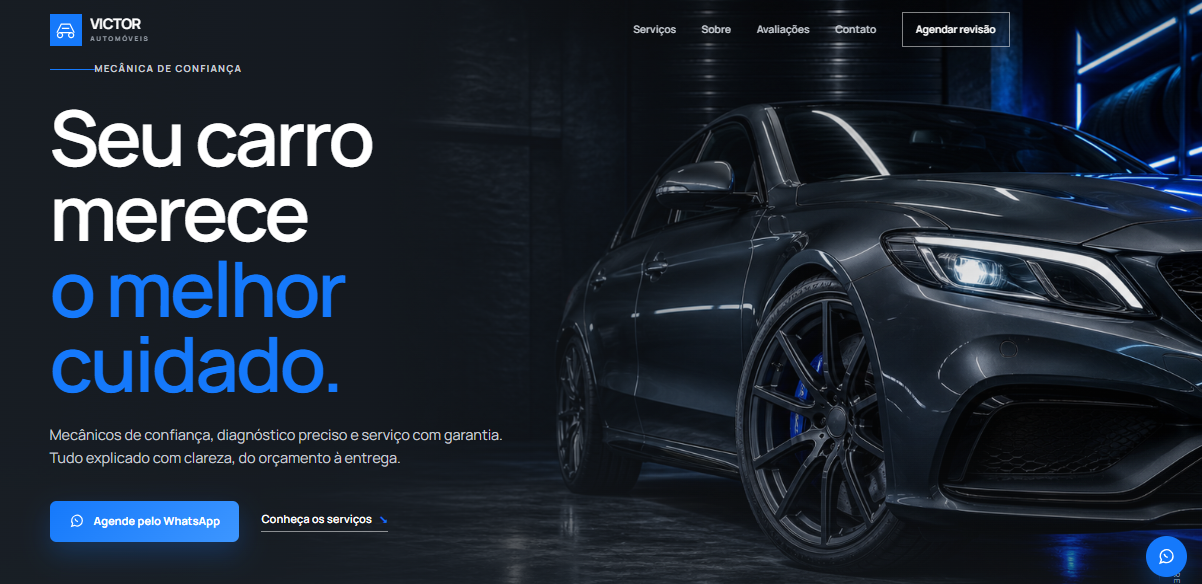 VICTOR
AUTOMÓVEIS
Serviços
Sobre
Avaliações
Contato
Agendar revisão
MECÂNICA DE CONFIANÇA
Seu carro
merece
o melhor
cuidado.
Mecânicos de confiança, diagnóstico preciso e serviço com garantia.
Tudo explicado com clareza, do orçamento à entrega.
Agende pelo WhatsApp
Conheça os serviços ↘